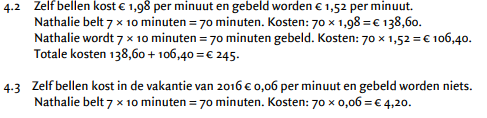 4.2 Zelf bellen kost € 1,98 per minuut en gebeld worden € 1,52 per minuut.
Nathalie belt 7 × 10 minuten = 70 minuten. Kosten: 70 × 1,98 = € 138,60.
Nathalie wordt 7 × 10 minuten = 70 minuten gebeld. Kosten: 70 × 1,52 = € 106,40.
Totale kosten 138,60 + 106,40 = € 245.
4.3 Zelf bellen kost in de vakantie van 2016 € 0,06 per minuut en gebeld worden niets.
Nathalie belt 7 × 10 minuten = 70 minuten. Kosten: 70 × 0,06 = € 4,20.